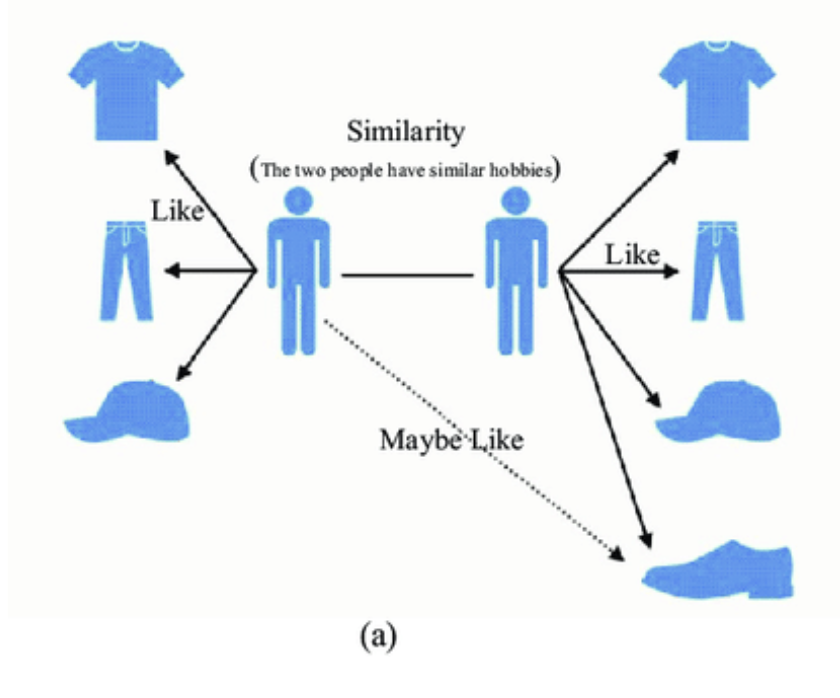 Similarity
(The two people have similar hobbies)
Like
Like
Maybe Like
(a)